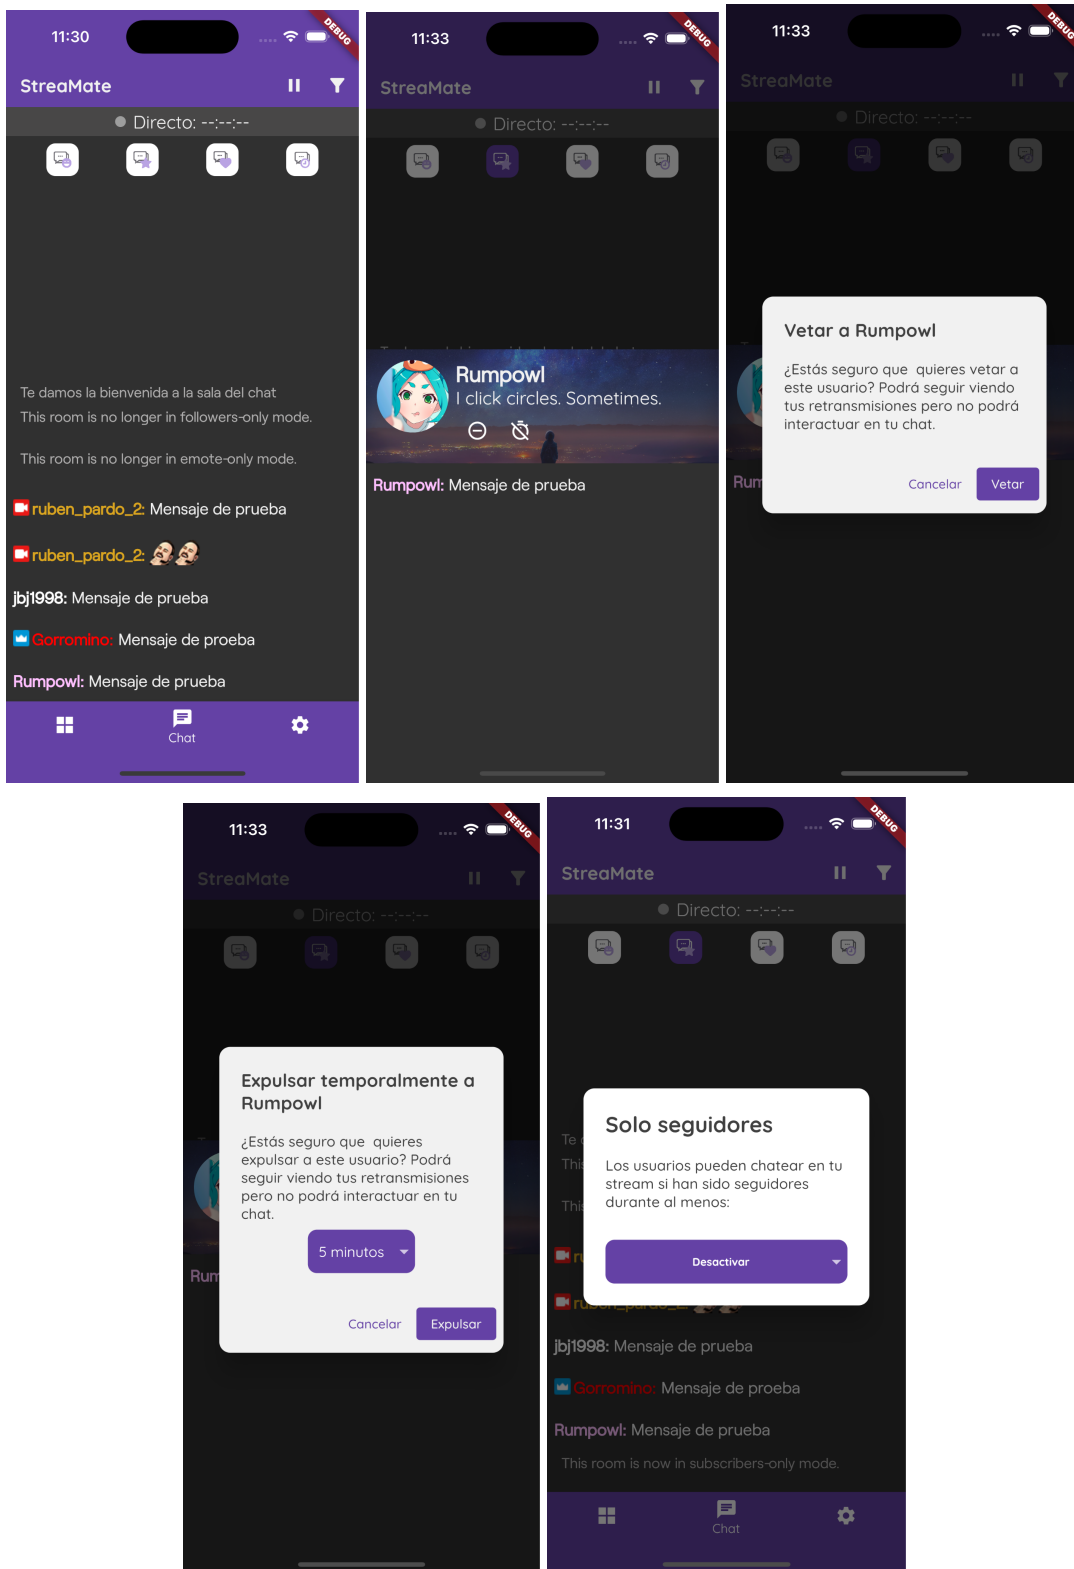 11:30
DEBUG
StreaMate
Directo: --:--:--
Te damos la bienvenida a la sala del chat
This room is no longer in followers-only mode.
This room is no longer in emote-only mode.
ruben_pardo_2: Mensaje de prueba
ruben_pardo_2:
jbj1998: Mensaje de prueba
Gorromino: Mensaje de proeba
Rumpowl: Mensaje de prueba
Chat
11:33
DEBUG
StreaMate
Directo: --:--:--
Rumpowl
I click circles. Sometimes.
Rumpowl: Mensaje de prueba
11:33
DEBUG
StreaMate
Directo: --:--:--
Vetar a Rumpowl
¿Estás seguro que  quieres vetar a
este usuario? Podrá seguir viendo
tus retransmisiones pero no podrá
interactuar en tu chat.
Rum
Cancelar
Vetar
11:33
DEBUG
StreaMate
Directo: --:--:--
Expulsar temporalmente a
Rumpowl
¿Estás seguro que  quieres
expulsar a este usuario? Podrá
seguir viendo tus retransmisiones
pero no podrá interactuar en tu
chat.
5 minutos
Rum
Cancelar
Expulsar
11:31
DEBUG
StreaMate
Directo: --:--:--
Solo seguidores
Te
Los usuarios pueden chatear en tu
stream si han sido seguidores
durante al menos:
Thi
Thi
Desactivar
ru
ruben_pardo_2:
jbj1998: Mensaje de prueba
Gorromino: Mensaje de proeba
Rumpowl: Mensaje de prueba
This room is now in subscribers-only mode.
Chat